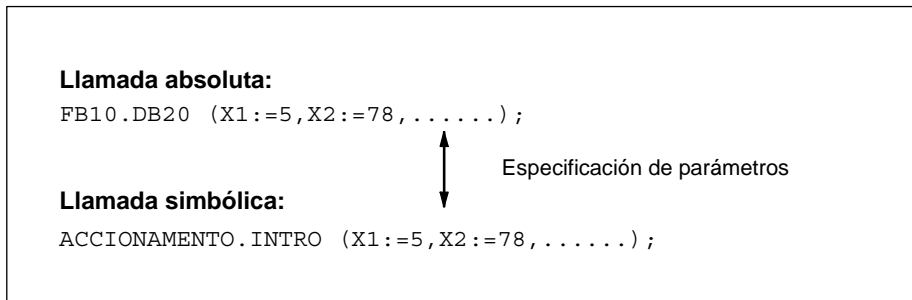 Llamada absoluta:
FB10.DB20 (X1:=5,X2:=78,......);
Especificación de parámetros
Llamada simbólica:
ACCIONAMENTO.INTRO (X1:=5,X2:=78,......);